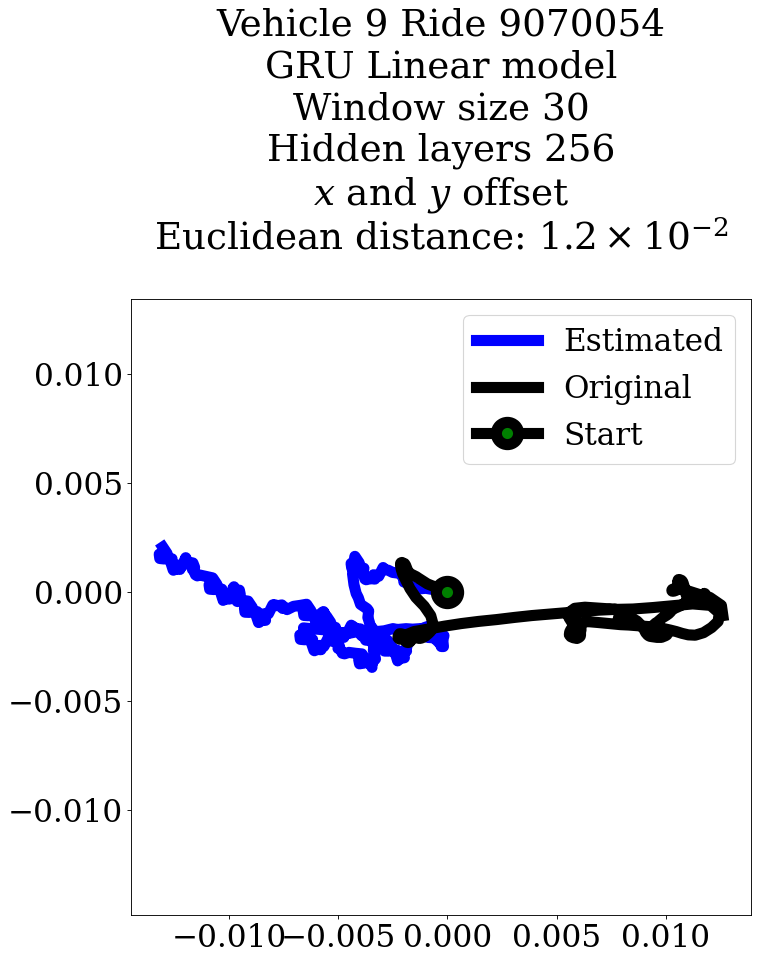 Vehicle 9 Ride 9070054
GRU Linear model
Window size 30
Hidden layers 256
x and y offset
Euclidean distance: 1.2 × 10⁻²
Estimated
Original
Start
0.010
0.005
0.000
−0.005
−0.010
−0.010 −0.005 0.000 0.005 0.010